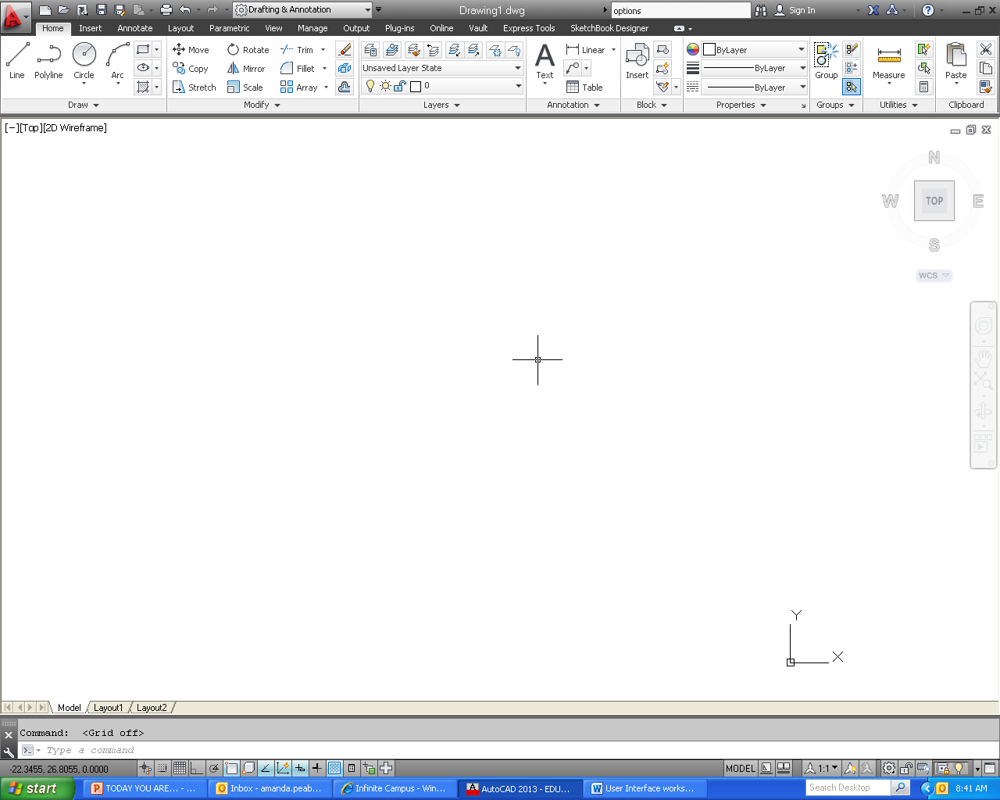 Drafting & Annotation Drawing1.dwg options Sign In
Home Insert Annotate Layout Parametric View Manage Output Plug-ins Online Vault Express Tools SketchBook Designer
Move Rotate Trim Linear ByLayer
Line Polyline Circle Arc Copy Mirror Fillet Unsaved Layer State Text Insert ByLayer Group Measure Paste
Stretch Scale Array 0 Table ByLayer
Draw Modify Layers Annotation Block Properties Groups Utilities Clipboard
[−][Top][2D Wireframe]
N
W TOP E
S
WCS
Y
X
Model Layout1 Layout2
Command: <Grid off>
Type a command
-22.3455, 26.8055, 0.0000 MODEL 1:1
start TODAY YOU ARE... - ... Inbox - amanda.peab... Infinite Campus - Win... AutoCAD 2013 - EDU... User Interface works... Search Desktop 8:41 AM